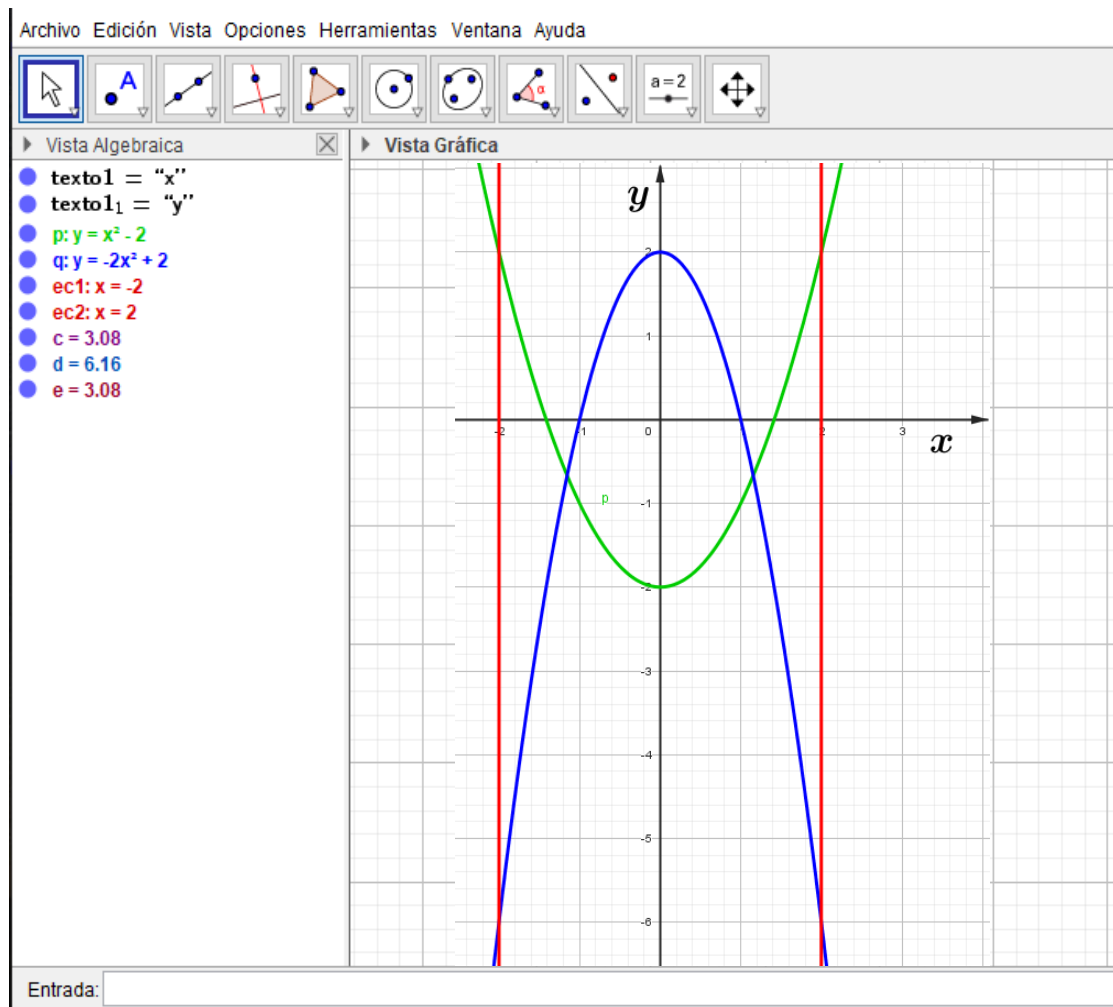 Archivo Edición Vista Opciones Herramientas Ventana Ayuda
A
α
a = 2
Vista Algebraica
Vista Gráfica
texto1 = “x”
texto1₁ = “y”
p: y = x² - 2
q: y = -2x² + 2
ec1: x = -2
ec2: x = 2
c = 3.08
d = 6.16
e = 3.08
y
2
1
-2 -1 0 2 3
x
p
-1
-2
-3
-4
-5
-6
Entrada: